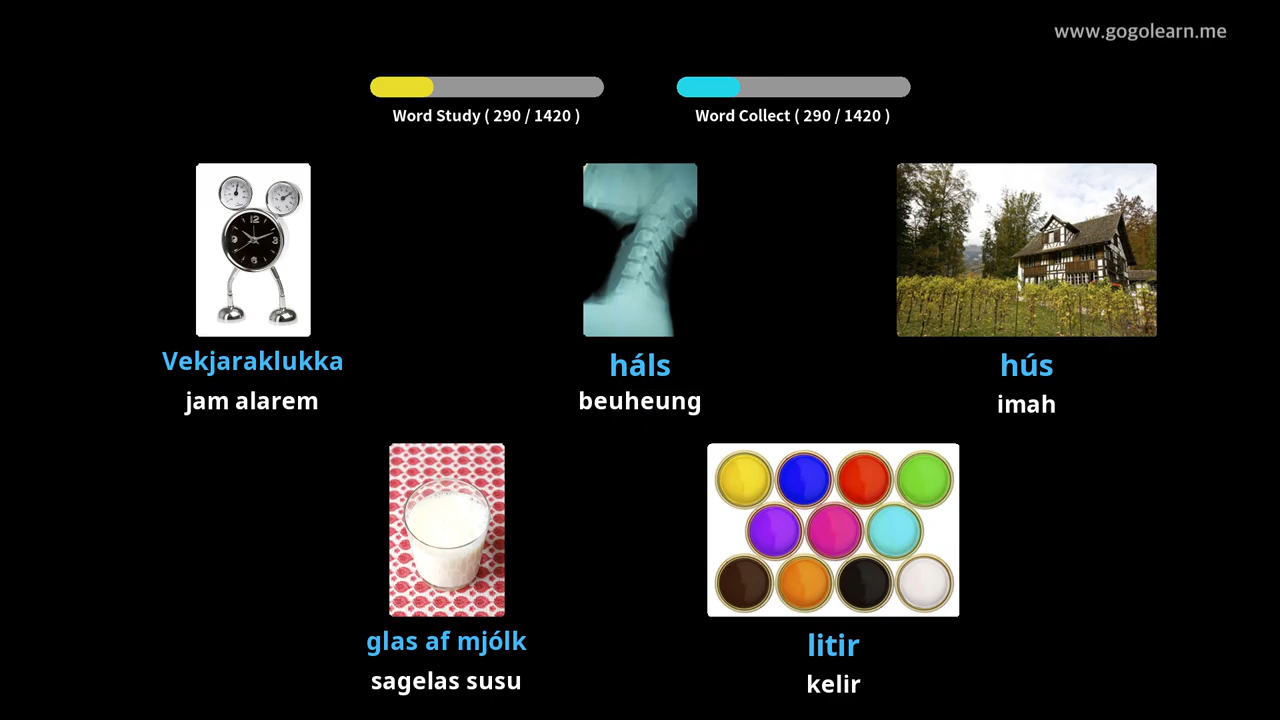 www.gogolearn.me
Word Study ( 290 / 1420 )
Word Collect ( 290 / 1420 )
Vekjaraklukka
jam alarem
háls
beuheung
hús
imah
glas af mjólk
sagelas susu
litir
kelir